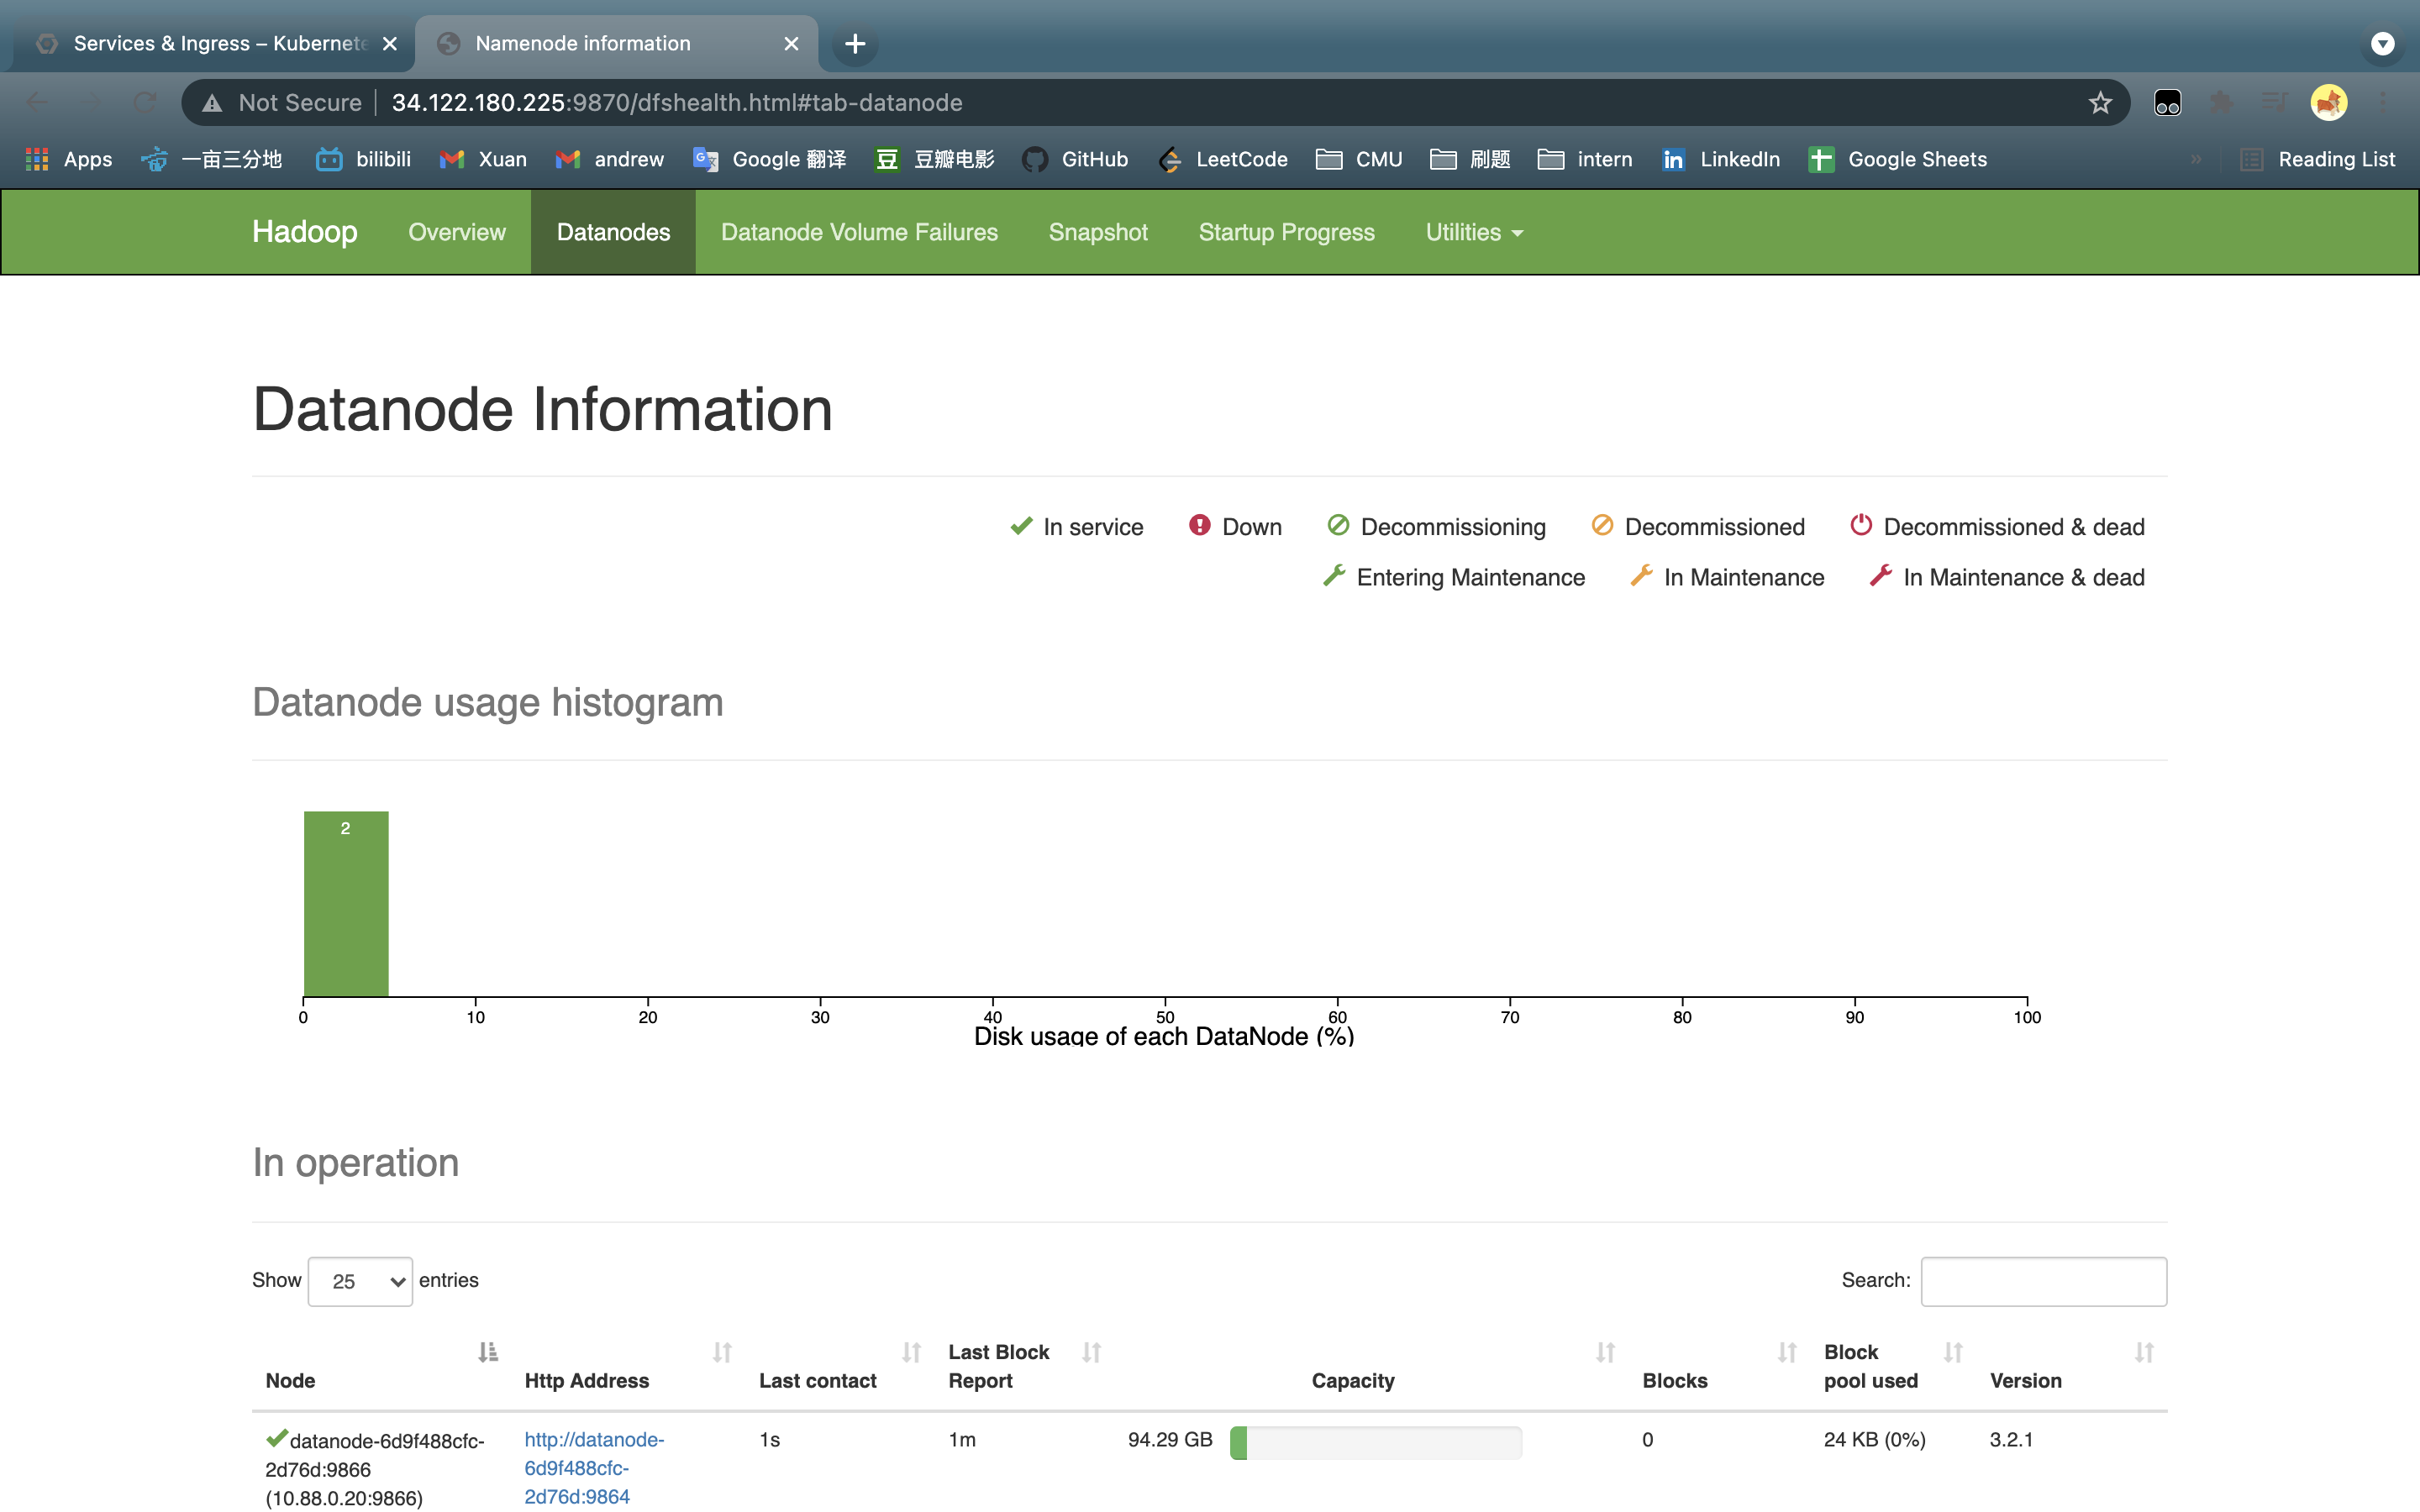 Services & Ingress – Kubernete
Namenode information
Not Secure
34.122.180.225:9870/dfshealth.html#tab-datanode
Apps 一亩三分地 bilibili Xuan andrew Google 翻译 豆瓣电影 GitHub LeetCode CMU 刷题 intern LinkedIn Google Sheets » Reading List
Hadoop Overview Datanodes Datanode Volume Failures Snapshot Startup Progress Utilities
Datanode Information
In service Down Decommissioning Decommissioned Decommissioned & dead
Entering Maintenance In Maintenance In Maintenance & dead
Datanode usage histogram
2
0 10 20 30 40 50 60 70 80 90 100
Disk usage of each DataNode (%)
In operation
Show 25 entries Search:
Node Http Address Last contact Last Block Report Capacity Blocks Block pool used Version
datanode-6d9f488cfc- http://datanode- 1s 1m 94.29 GB 0 24 KB (0%) 3.2.1
2d76d:9866 6d9f488cfc-
(10.88.0.20:9866) 2d76d:9864